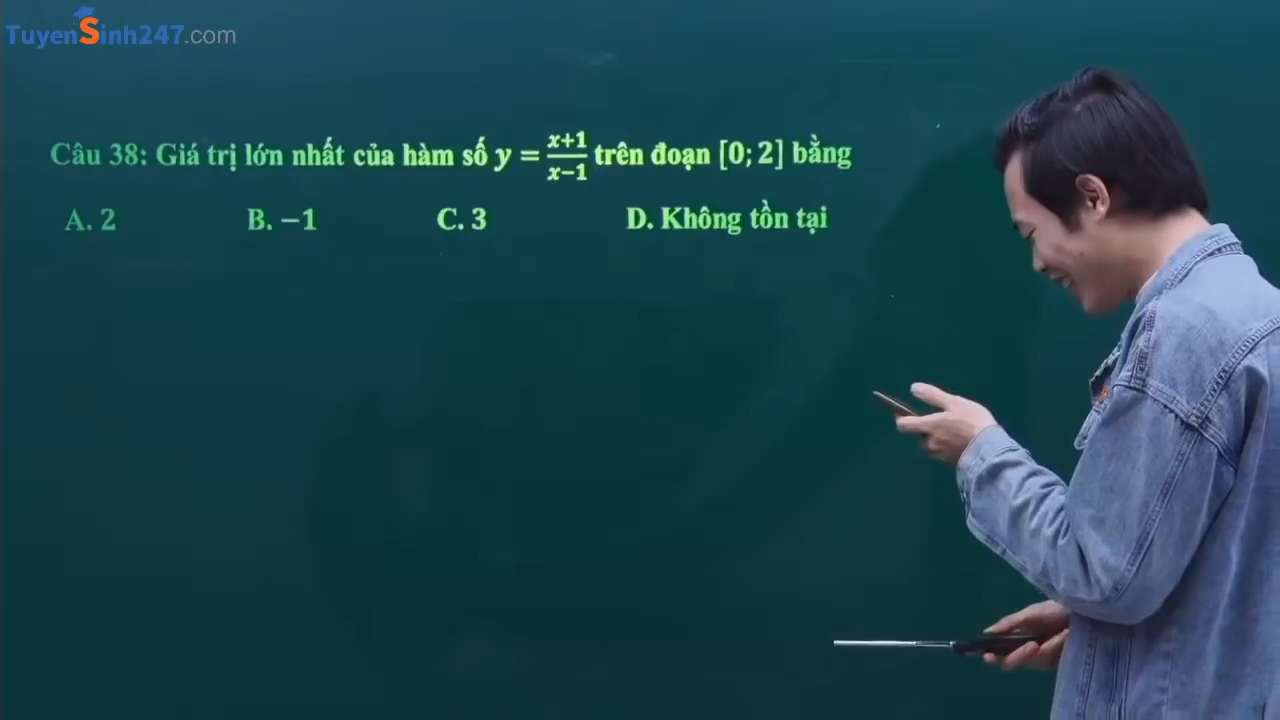 TuyenSinh247.com
Câu 38: Giá trị lớn nhất của hàm số y = \frac{x+1}{x-1} trên đoạn [0; 2] bằng
A. 2 B. −1 C. 3 D. Không tồn tại